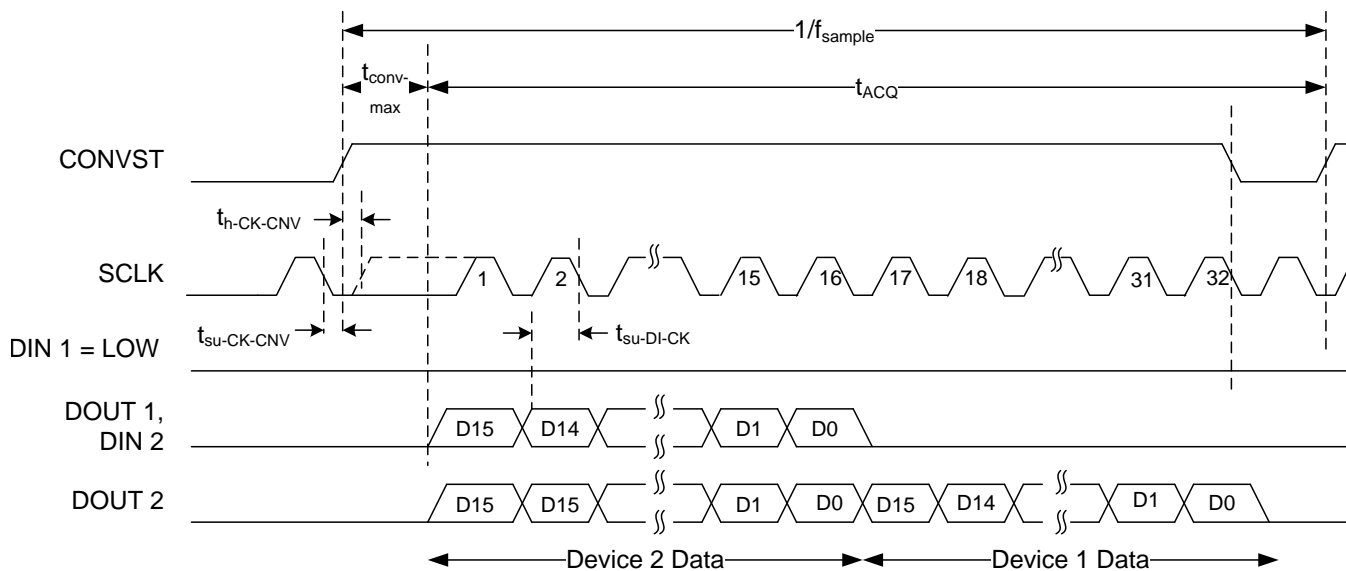 1/fsample
tconv-
max
tACQ
CONVST
th-CK-CNV
SCLK
1 2 15 16 17 18 31 32
tsu-CK-CNV
tsu-DI-CK
DIN 1 = LOW
DOUT 1,
DIN 2
D15 D14 D1 D0
DOUT 2
D15 D15 D1 D0 D15 D14 D1 D0
Device 2 Data Device 1 Data